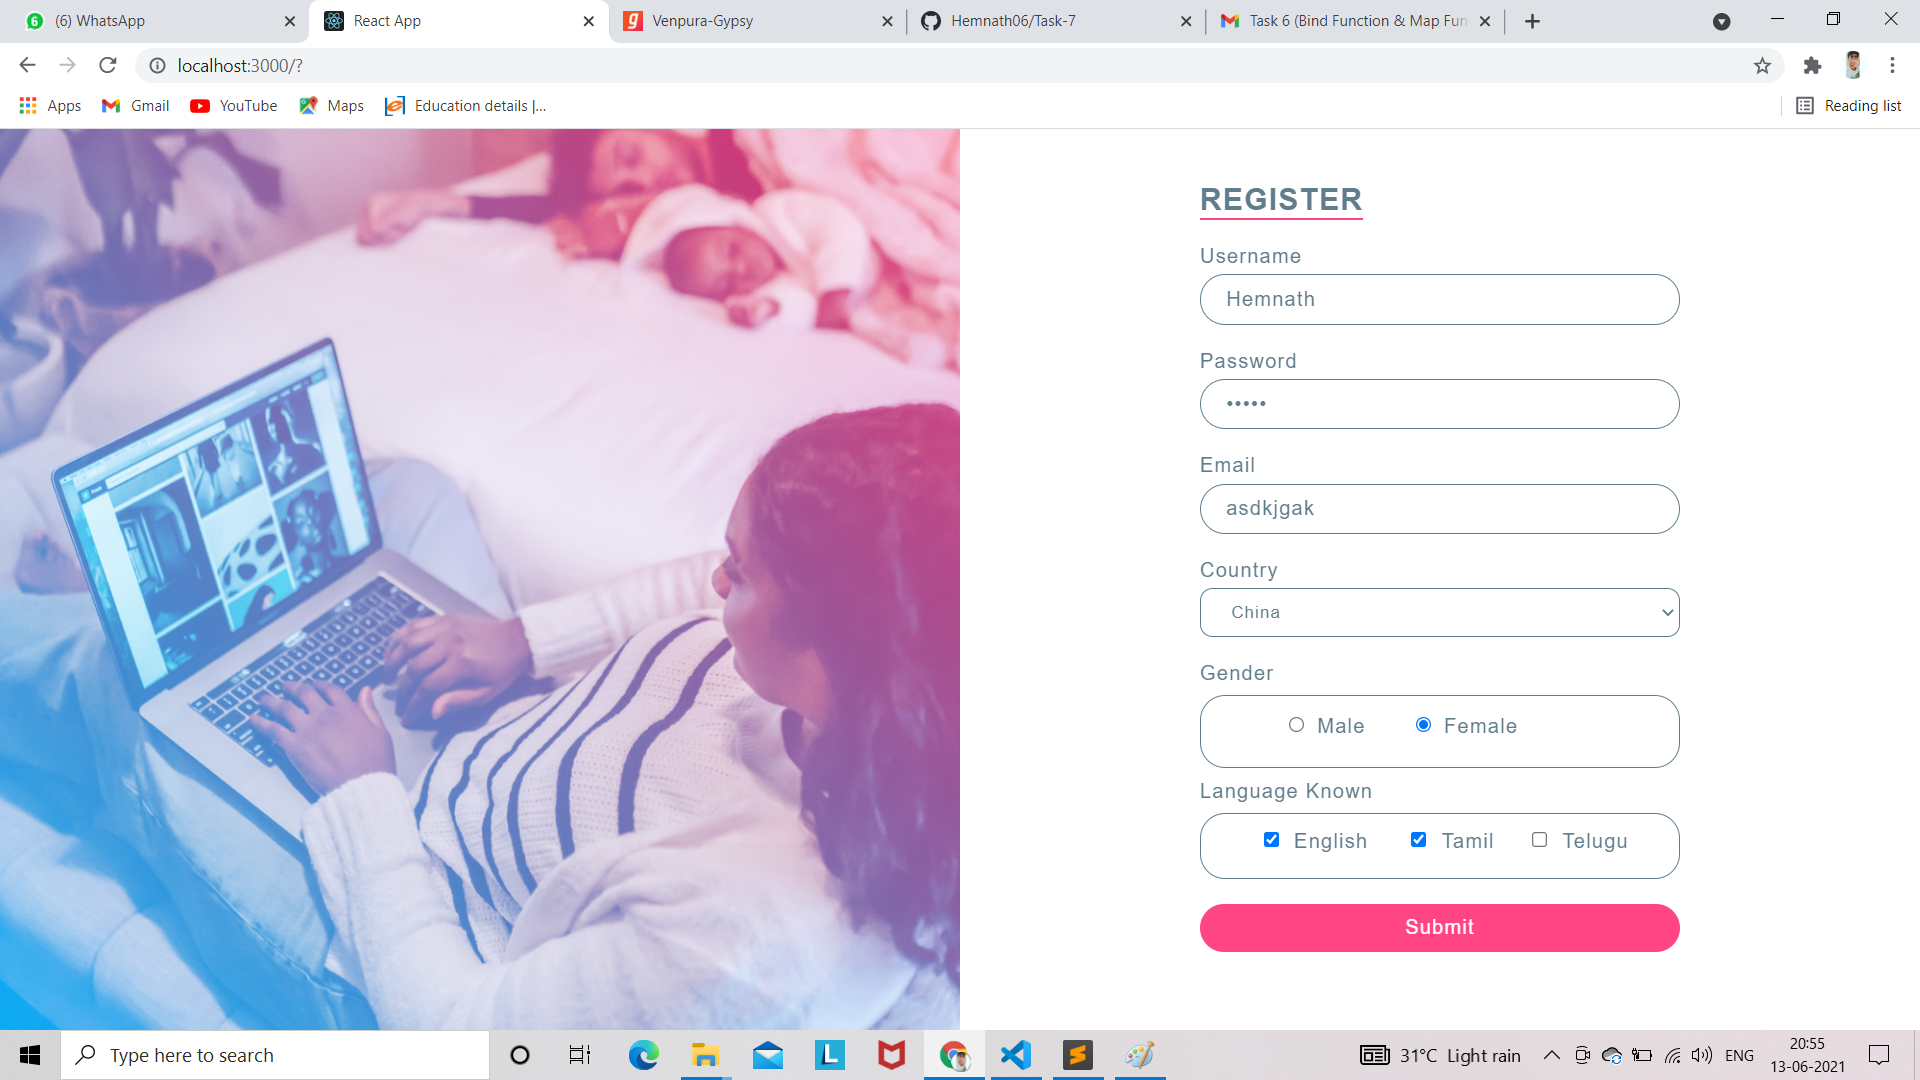 6 (6) WhatsApp
React App
g Venpura-Gypsy
Hemnath06/Task-7
Task 6 (Bind Function & Map Fun
localhost:3000/?
Apps
Gmail
YouTube
Maps
Education details |...
Reading list
REGISTER
Username
Hemnath
Password
•••••
Email
asdkjgak
Country
China
Gender
Male
Female
Language Known
English
Tamil
Telugu
Submit
Type here to search
L
31°C Light rain
ENG
20:55
13-06-2021